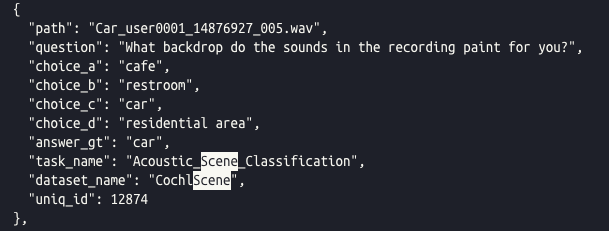 {
"path": "Car_user0001_14876927_005.wav",
"question": "What backdrop do the sounds in the recording paint for you?",
"choice_a": "cafe",
"choice_b": "restroom",
"choice_c": "car",
"choice_d": "residential area",
"answer_gt": "car",
"task_name": "Acoustic_Scene_Classification",
"dataset_name": "CochlScene",
"uniq_id": 12874
},